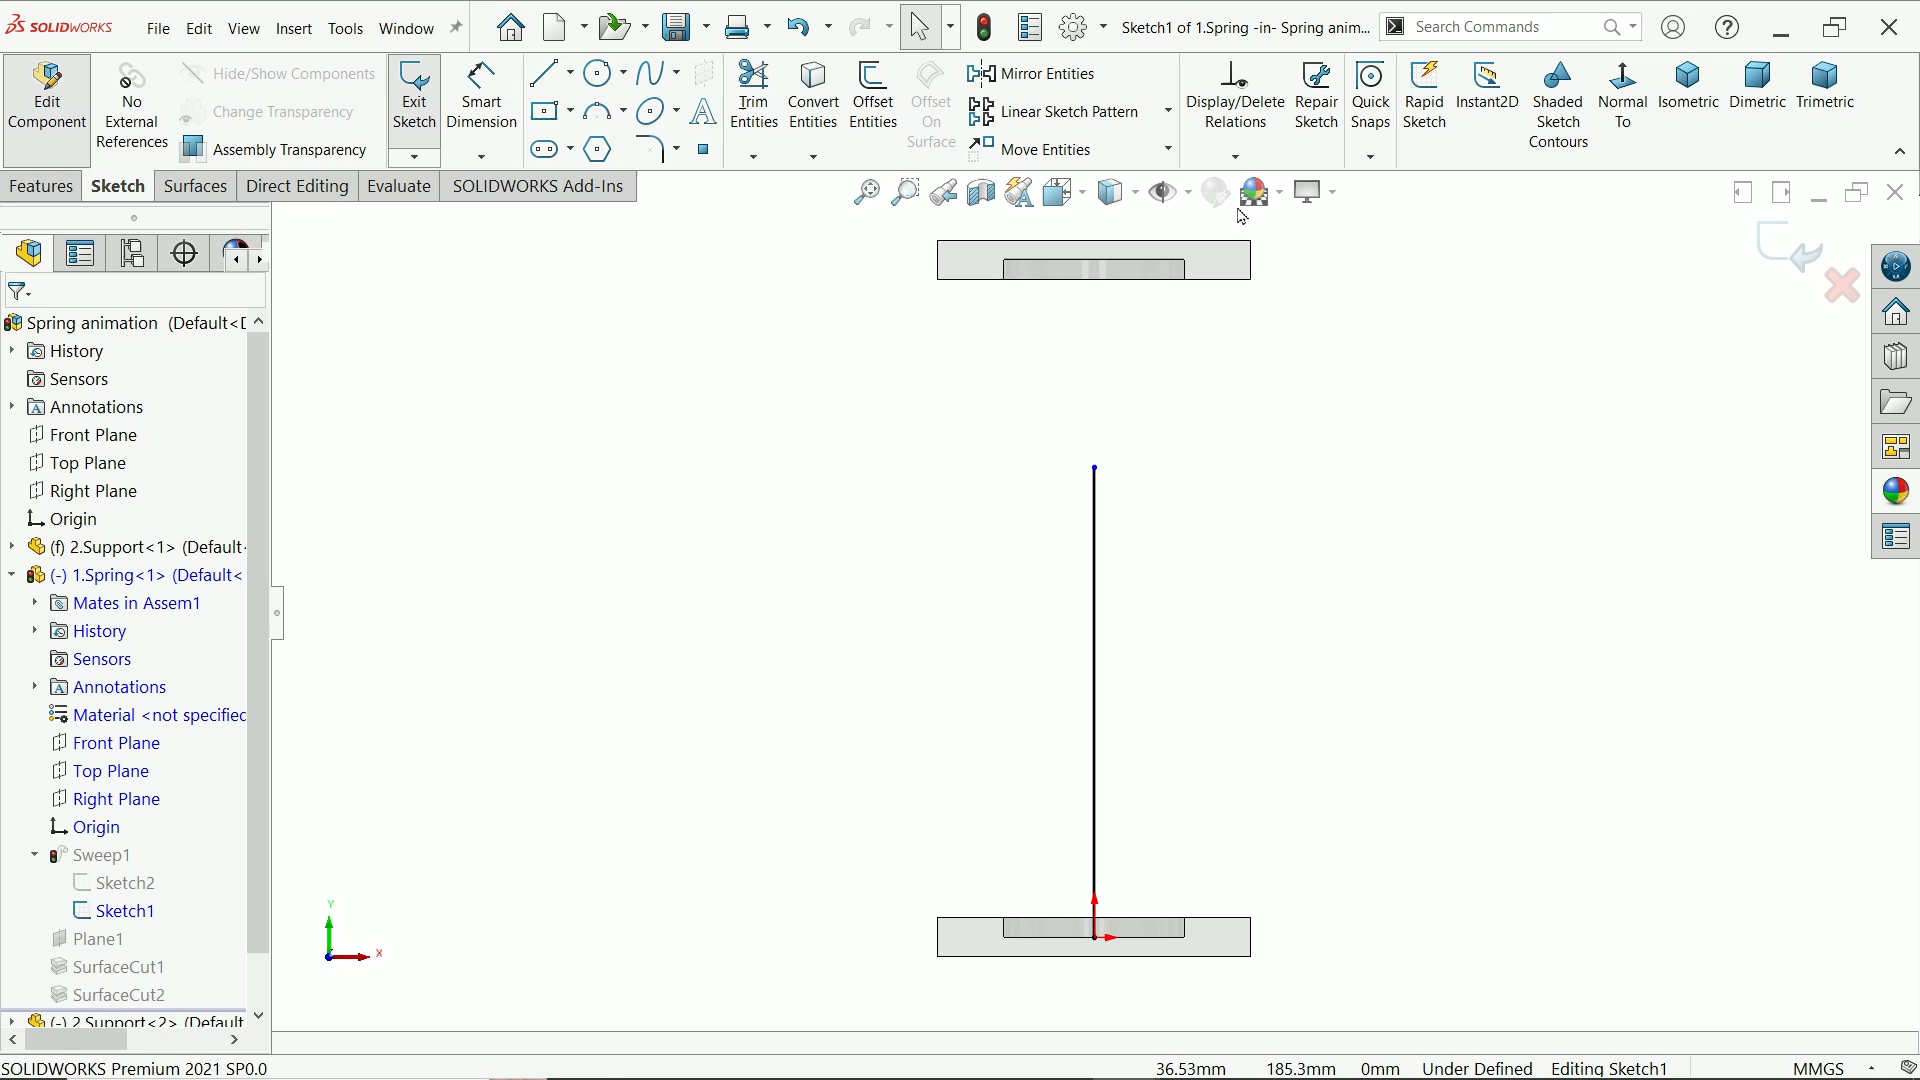 SOLIDWORKS
File Edit View Insert Tools Window
Sketch1 of 1.Spring -in- Spring anim...
Search Commands
Edit Component
No External References
Hide/Show Components
Change Transparency
Assembly Transparency
Exit Sketch
Smart Dimension
Trim Entities
Convert Entities
Offset Entities
Offset On Surface
Mirror Entities
Linear Sketch Pattern
Move Entities
Display/Delete Relations
Repair Sketch
Quick Snaps
Rapid Sketch
Instant2D
Shaded Sketch Contours
Normal To
Isometric
Dimetric
Trimetric
Features Sketch Surfaces Direct Editing Evaluate SOLIDWORKS Add-Ins
Spring animation (Default<D
History
Sensors
Annotations
Front Plane
Top Plane
Right Plane
Origin
(f) 2.Support<1> (Default
(-) 1.Spring<1> (Default<
Mates in Assem1
History
Sensors
Annotations
Material <not specified
Front Plane
Top Plane
Right Plane
Origin
Sweep1
Sketch2
Sketch1
Plane1
SurfaceCut1
SurfaceCut2
(-) 2.Support<2> (Default
Y
X
SOLIDWORKS Premium 2021 SP0.0
36.53mm 185.3mm 0mm Under Defined Editing Sketch1 MMGS